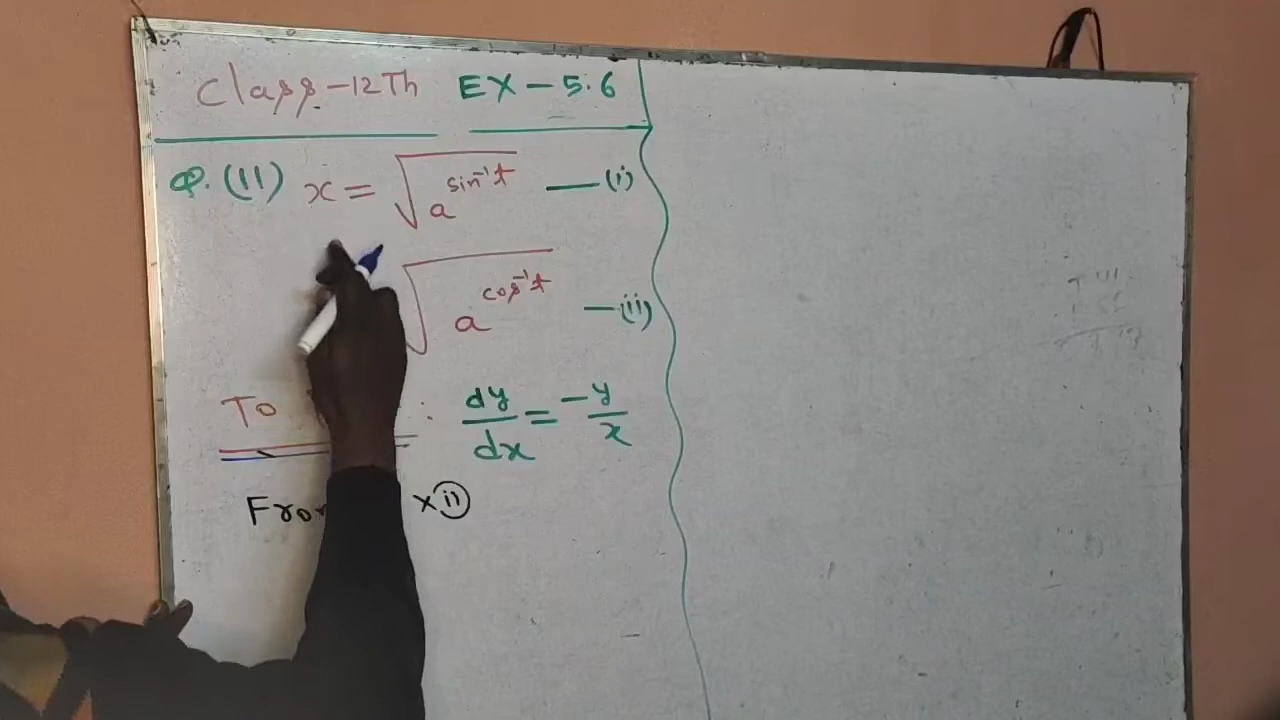 Class-12Th EX-5.6
Q.(11) x = √a^sin⁻¹t —(i)
√a^cos⁻¹t —(ii)
To : dy/dx = -y/x
From ×(ii)